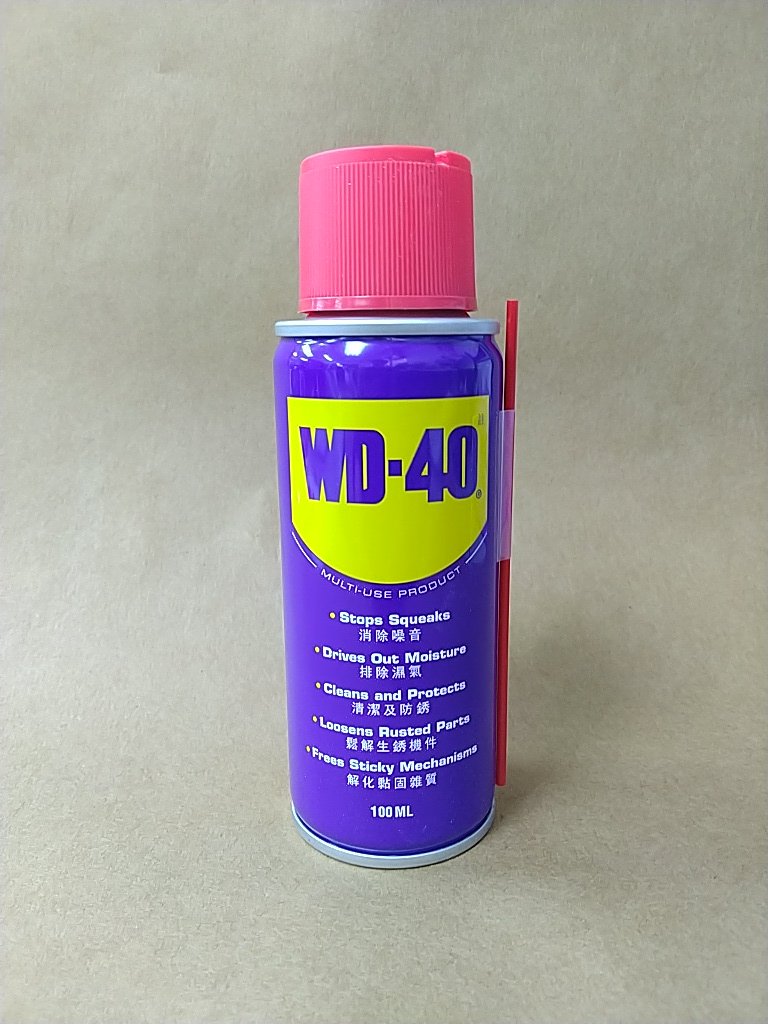 WD-40®
MULTI-USE PRODUCT
• Stops Squeaks
消除噪音
• Drives Out Moisture
排除濕氣
• Cleans and Protects
清潔及防銹
• Loosens Rusted Parts
鬆解生銹機件
• Frees Sticky Mechanisms
解化黏固雜質
100 ML